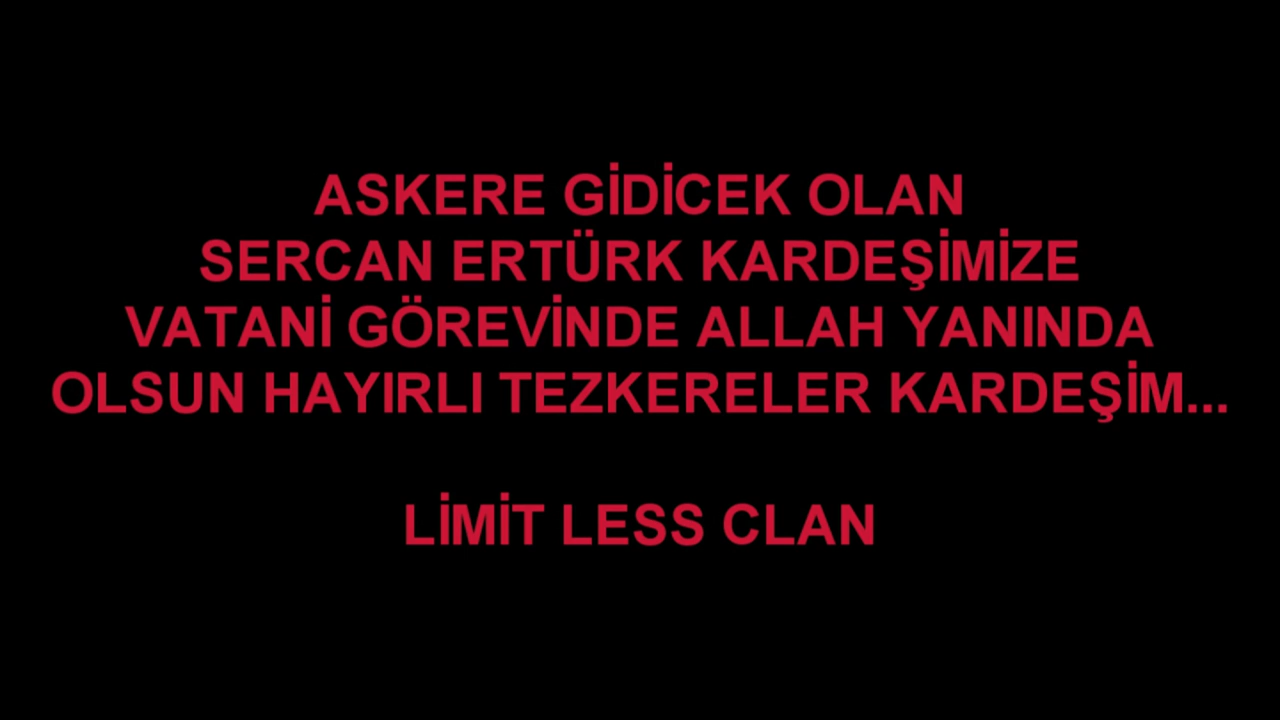 ASKERE GİDİCEK OLAN
SERCAN ERTÜRK KARDEŞİMİZE
VATANİ GÖREVİNDE ALLAH YANINDA
OLSUN HAYIRLI TEZKERELER KARDEŞİM...
LİMİT LESS CLAN